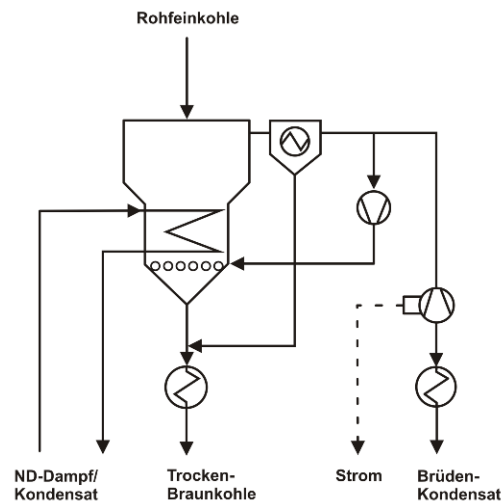 Rohfeinkohle
ND-Dampf/
Kondensat
Trocken-
Braunkohle
Strom
Brüden-
Kondensat